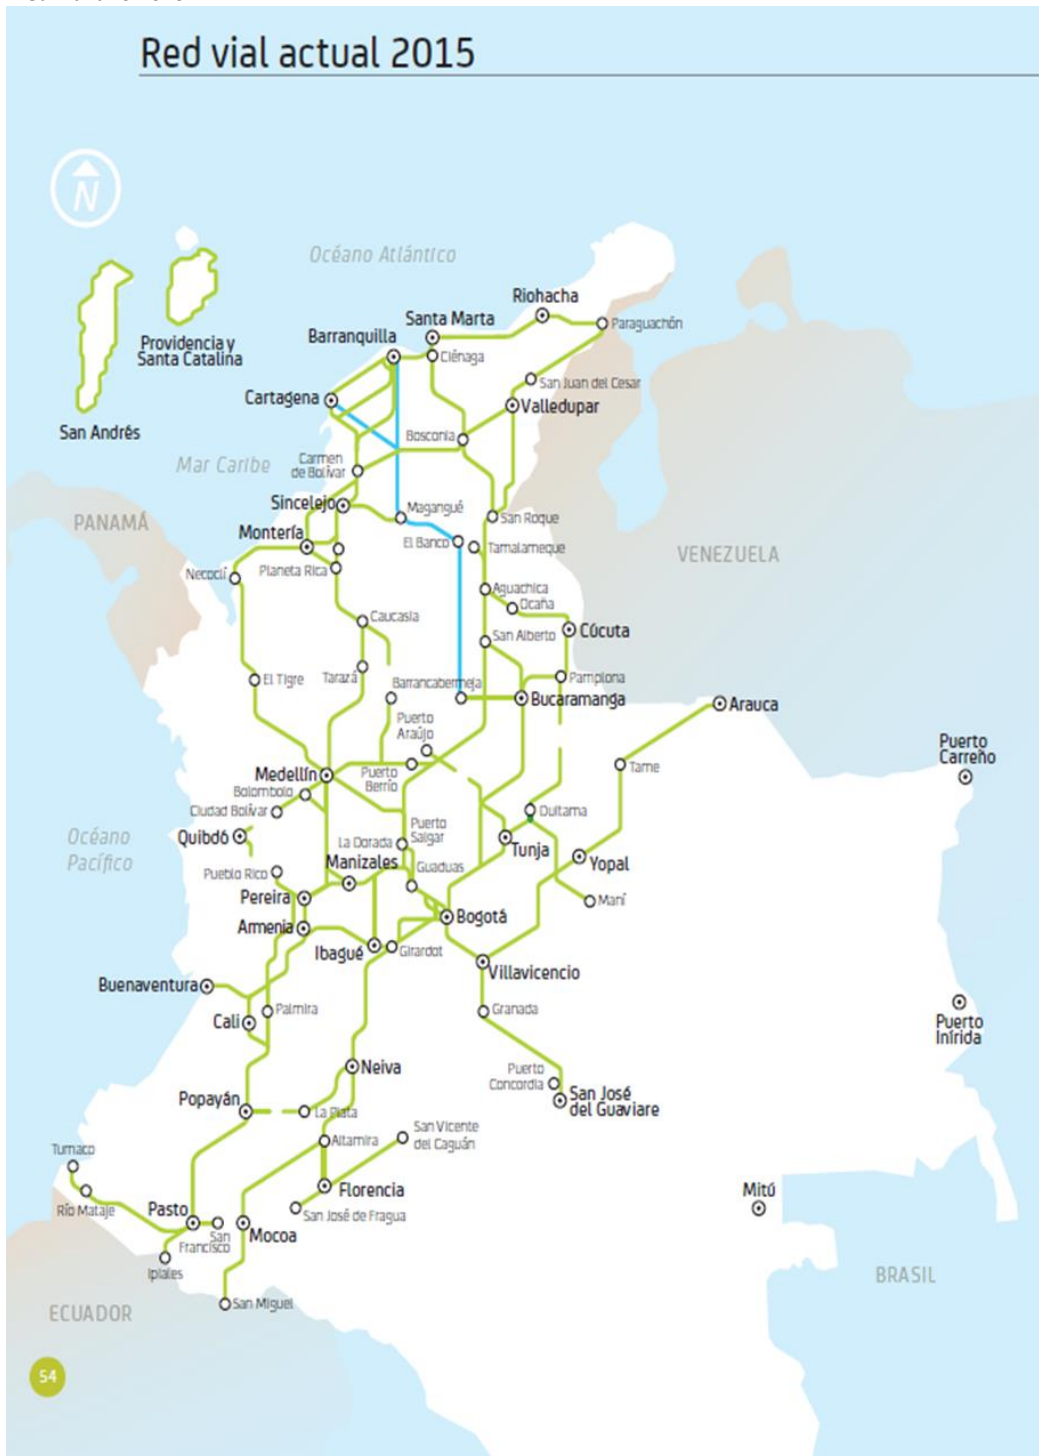 Red vial actual 2015
N
Océano Atlántico
Riohacha
Santa Marta
Paraguachón
Barranquilla
Ciénaga
Providencia y
Santa Catalina
San Juan del Cesar
Cartagena
Valledupar
San Andrés
Bosconia
Mar Caribe
Carmen
de Bolívar
Sincelejo
Magangué
San Roque
PANAMÁ
Montería
El Banco
Tamalameque
VENEZUELA
Necoclí
Planeta Rica
Aguachica
Ocaña
Caucasia
Cúcuta
San Alberto
El Tigre
Tarazá
Barrancabermeja
Pamplona
Bucaramanga
Arauca
Puerto
Araújo
Puerto
Carreño
Medellín
Puerto
Berrío
Tame
Bolombolo
Ciudad Bolívar
Duitama
Océano
Pacífico
Quibdó
La Dorada
Puerto
Salgar
Tunja
Yopal
Manizales
Guaduas
Pueblo Rico
Pereira
Maní
Bogotá
Armenia
Ibagué
Girardot
Villavicencio
Buenaventura
Palmira
Granada
Cali
Puerto
Inírida
Neiva
Puerto
Concordia
San José
del Guaviare
Popayán
La Plata
San Vicente
del Caguán
Altamira
Tumaco
Florencia
Mitú
Río Mataje
Pasto
San
Francisco
San José de Fragua
Mocoa
Ipiales
BRASIL
San Miguel
ECUADOR
54